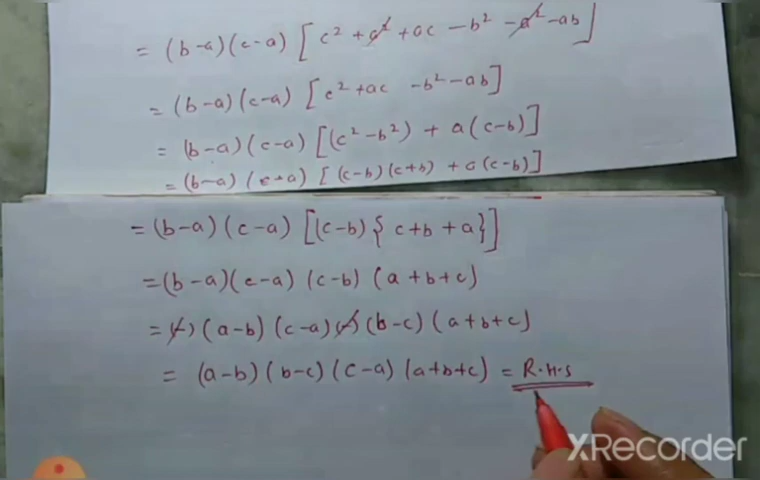 = (b-a) (c-a) [ c² + a² + ac - b² - a² - ab ]
= (b-a) (c-a) [ c² + ac - b² - ab ]
= (b-a) (c-a) [(c²-b²) + a(c-b)]
= (b-a) (c-a) [ (c-b) (c+b) + a(c-b)]
= (b-a) (c-a) [(c-b) { c+b+a}]
= (b-a) (c-a) (c-b) (a+b+c)
= (-) (a-b) (c-a) (-) (b-c) (a+b+c)
= (a-b) (b-c) (c-a) (a+b+c) = R.H.S
XRecorder